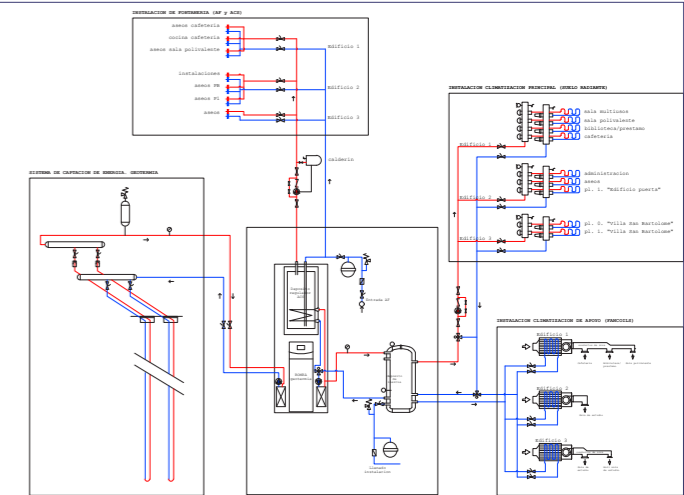 INSTALACION DE FONTANERIA (AF y ACS)
aseos cafeteria
cocina cafeteria
aseos sala polivalente
Edificio 1
instalaciones
aseos PB
aseos P1
Edificio 2
aseos
Edificio 3
calderin
INSTALACION CLIMATIZACION PRINCIPAL (SUELO RADIANTE)
sala multiusos
sala polivalente
biblioteca/prestamo
cafeteria
Edificio 1
administracion
aseos
pl. 1. "Edificio puerta"
Edificio 2
pl. 0. "Villa San Bartolome"
pl. 1. "Villa San Bartolome"
Edificio 3
SISTEMA DE CAPTACION DE ENERGIA. GEOTERMIA
Entrada AF
BOMBA
Llenado
instalacion
INSTALACION CLIMATIZACION DE APOYO (FANCOILS)
Edificio 1
Edificio 2
Edificio 3